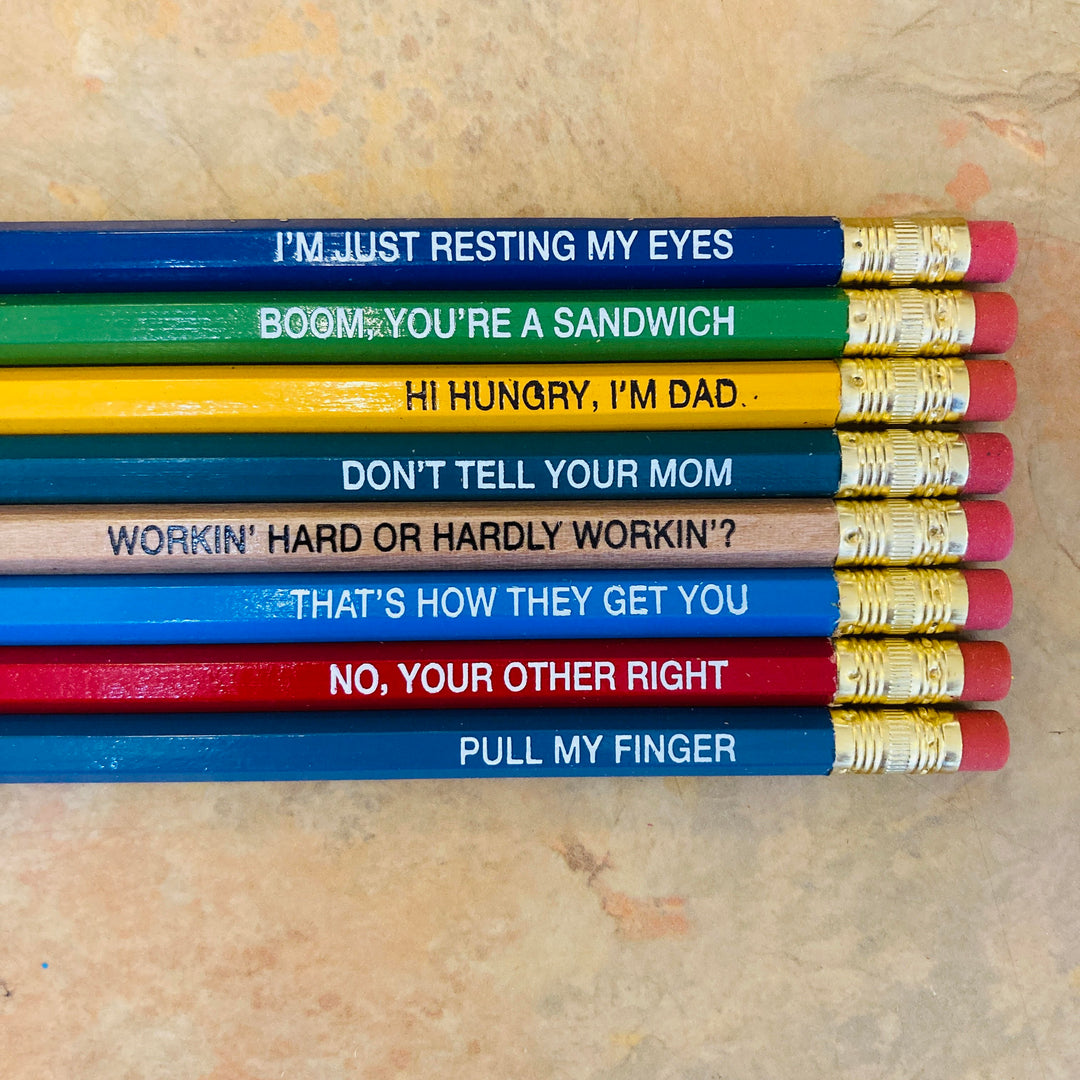 I'M JUST RESTING MY EYES
BOOM, YOU'RE A SANDWICH
HI HUNGRY, I'M DAD.
DON'T TELL YOUR MOM
WORKIN' HARD OR HARDLY WORKIN'?
THAT'S HOW THEY GET YOU
NO, YOUR OTHER RIGHT
PULL MY FINGER